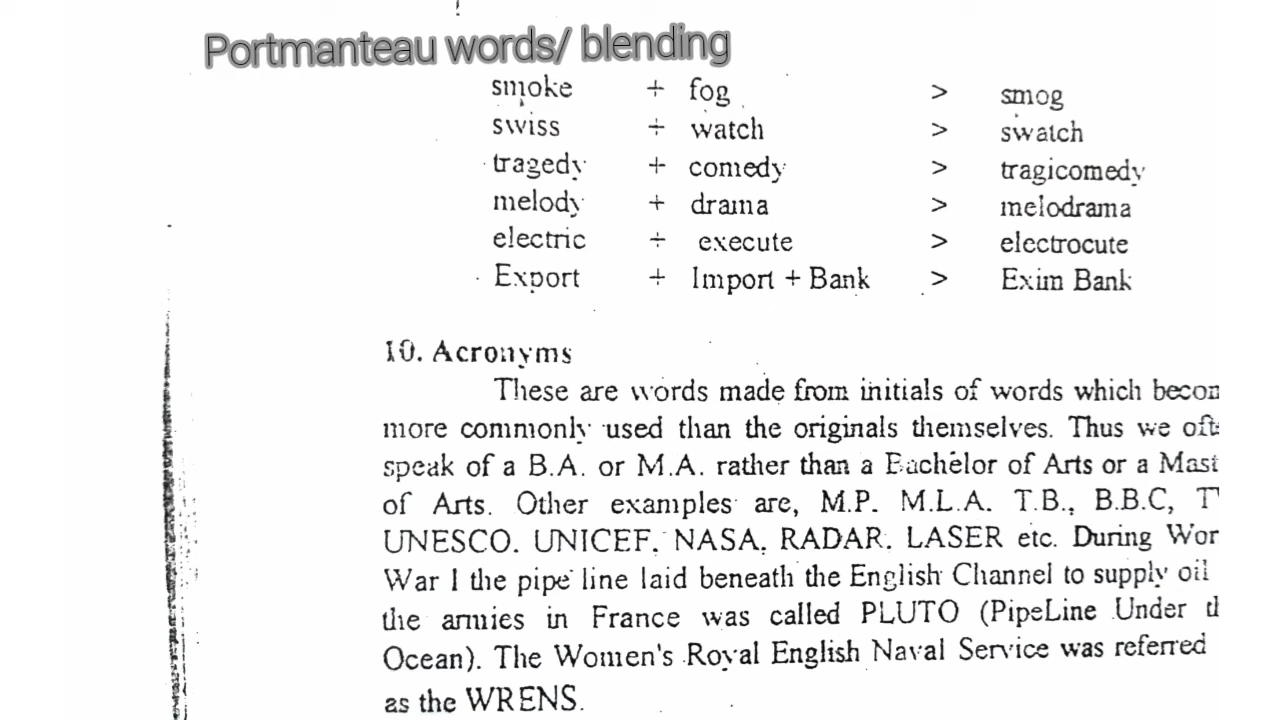 Portmanteau words/ blending
smoke + fog > smog
swiss + watch > swatch
tragedy + comedy > tragicomedy
melody + drama > melodrama
electric + execute > electrocute
Export + Import + Bank > Exim Bank
10. Acronyms
These are words made from initials of words which becom
more commonly used than the originals themselves. Thus we oft
speak of a B.A. or M.A. rather than a Bachelor of Arts or a Mast
of Arts. Other examples are, M.P. M.L.A. T.B., B.B.C, T
UNESCO. UNICEF. NASA. RADAR. LASER etc. During Wor
War I the pipe line laid beneath the English Channel to supply oil
the armies in France was called PLUTO (PipeLine Under t
Ocean). The Women's Royal English Naval Service was referred
as the WRENS.